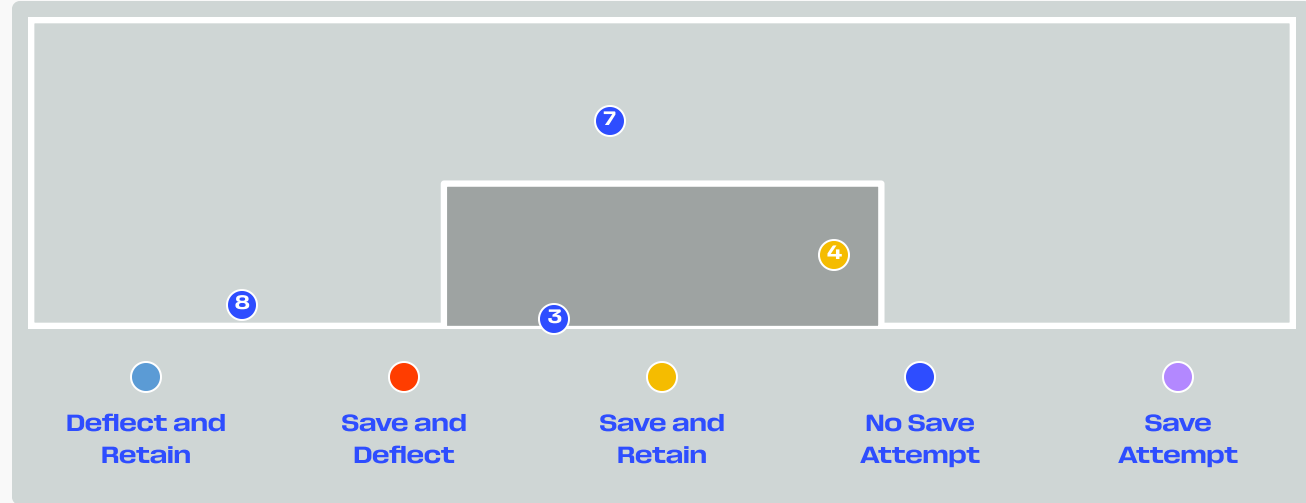 7
4
8
3
Deflect and
Retain
Save and
Deflect
Save and
Retain
No Save
Attempt
Save
Attempt